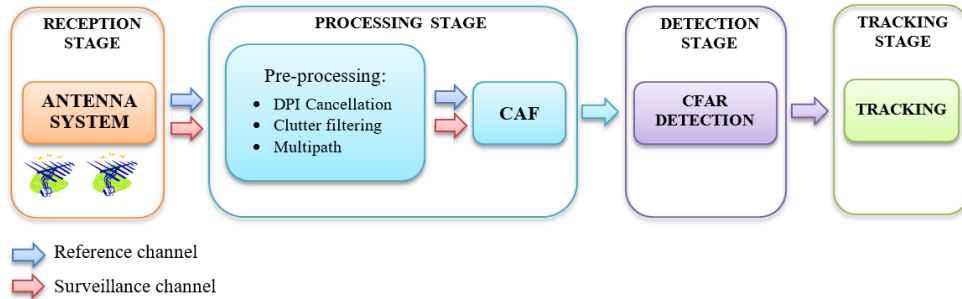 RECEPTION
STAGE
ANTENNA
SYSTEM
PROCESSING STAGE
Pre-processing:
• DPI Cancellation
• Clutter filtering
• Multipath
CAF
DETECTION
STAGE
CFAR
DETECTION
TRACKING
STAGE
TRACKING
Reference channel
Surveillance channel